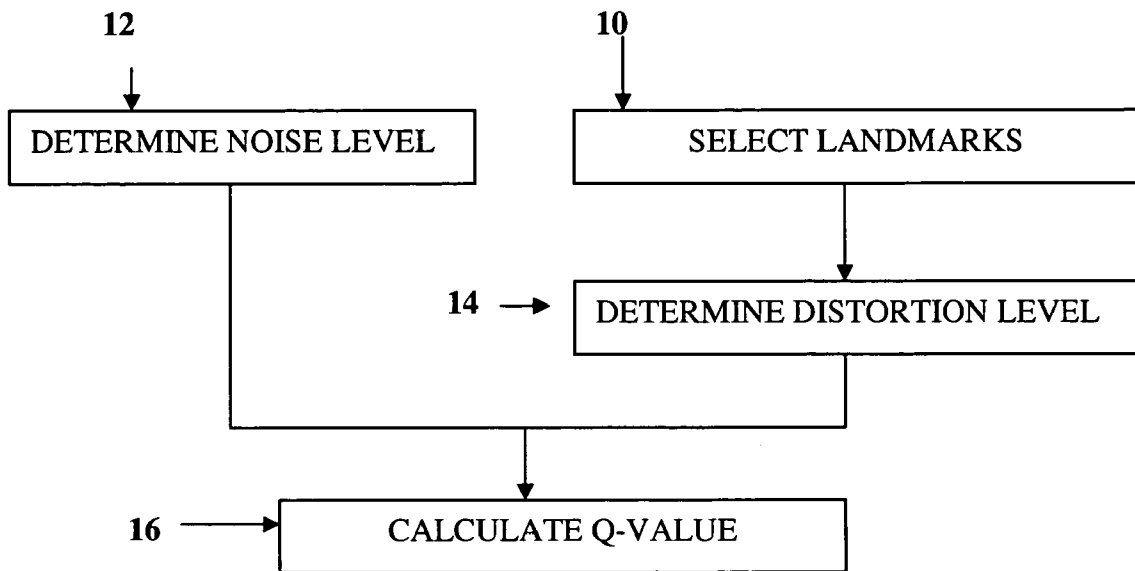 12
10
DETERMINE NOISE LEVEL
SELECT LANDMARKS
14
DETERMINE DISTORTION LEVEL
16
CALCULATE Q-VALUE